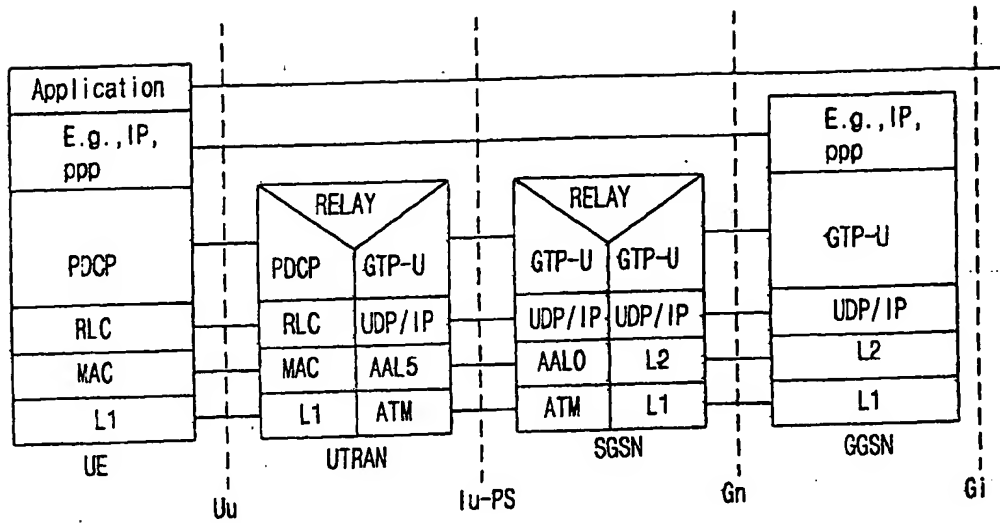 Application
E.g.,IP,
ppp
PDCP
RLC
MAC
L1
UE
Uu
RELAY
PDCP GTP-U
RLC UDP/IP
MAC AAL5
L1 ATM
UTRAN
Iu-PS
RELAY
GTP-U GTP-U
UDP/IP UDP/IP
AAL0 L2
ATM L1
SGSN
Gn
E.g.,IP,
ppp
GTP-U
UDP/IP
L2
L1
GGSN
Gi